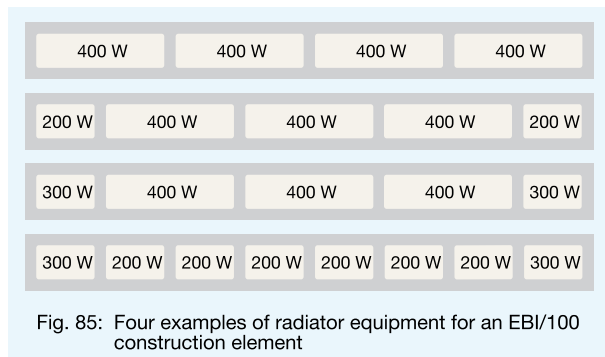 400 W 400 W 400 W 400 W
200 W 400 W 400 W 400 W 200 W
300 W 400 W 400 W 400 W 300 W
300 W 200 W 200 W 200 W 200 W 200 W 200 W 300 W
Fig. 85: Four examples of radiator equipment for an EBI/100
construction element